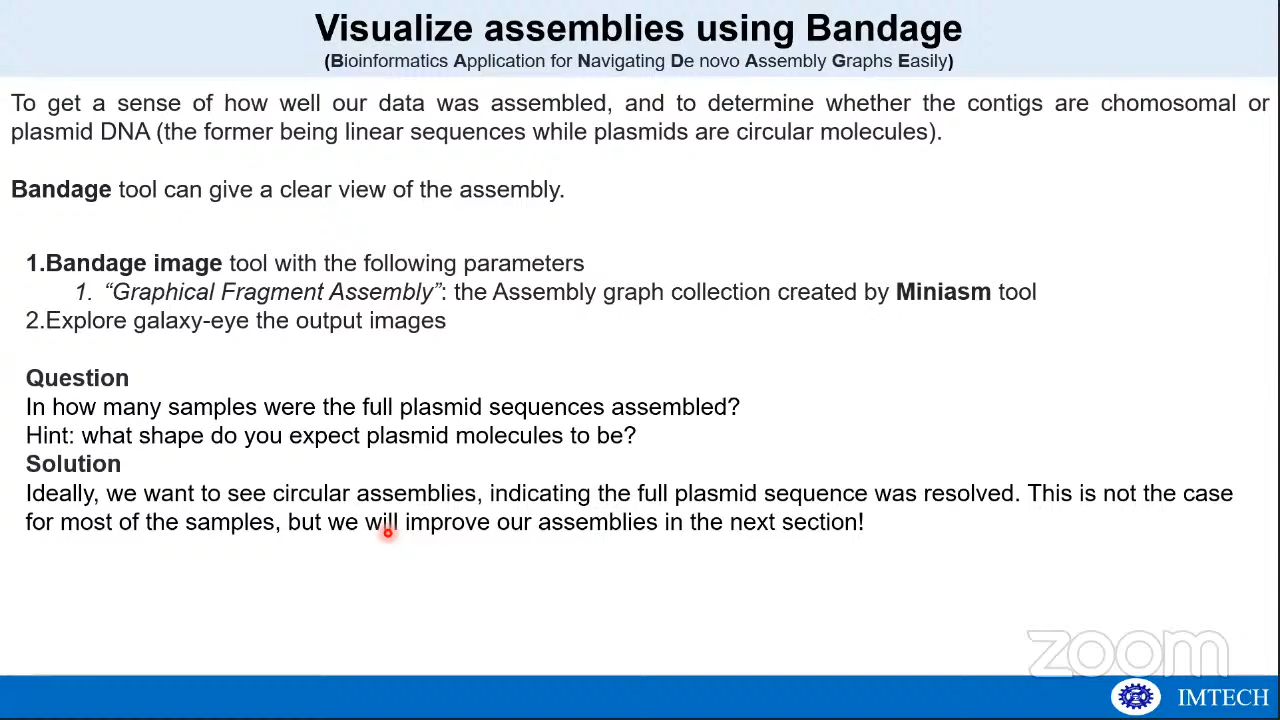 Visualize assemblies using Bandage
(Bioinformatics Application for Navigating De novo Assembly Graphs Easily)
To get a sense of how well our data was assembled, and to determine whether the contigs are chomosomal or
plasmid DNA (the former being linear sequences while plasmids are circular molecules).
Bandage tool can give a clear view of the assembly.
1.Bandage image tool with the following parameters
1. “Graphical Fragment Assembly”: the Assembly graph collection created by Miniasm tool
2.Explore galaxy-eye the output images
Question
In how many samples were the full plasmid sequences assembled?
Hint: what shape do you expect plasmid molecules to be?
Solution
Ideally, we want to see circular assemblies, indicating the full plasmid sequence was resolved. This is not the case
for most of the samples, but we will improve our assemblies in the next section!
zoom
IMTECH